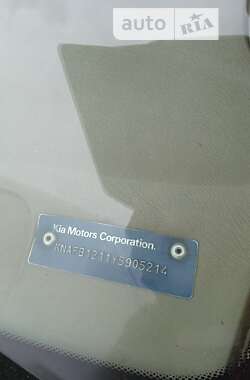 auto RIA
Kia Motors Corporation.
KNAFB1211Y5905214